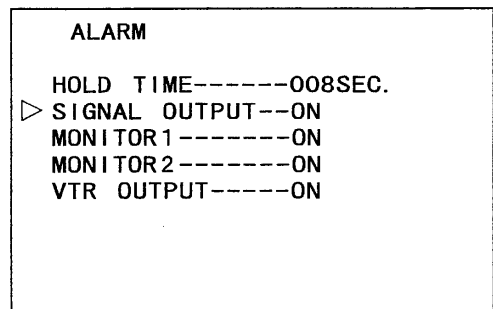 ALARM
HOLD TIME------008SEC.
▷ SIGNAL OUTPUT--ON
MONITOR1-------ON
MONITOR2-------ON
VTR OUTPUT-----ON